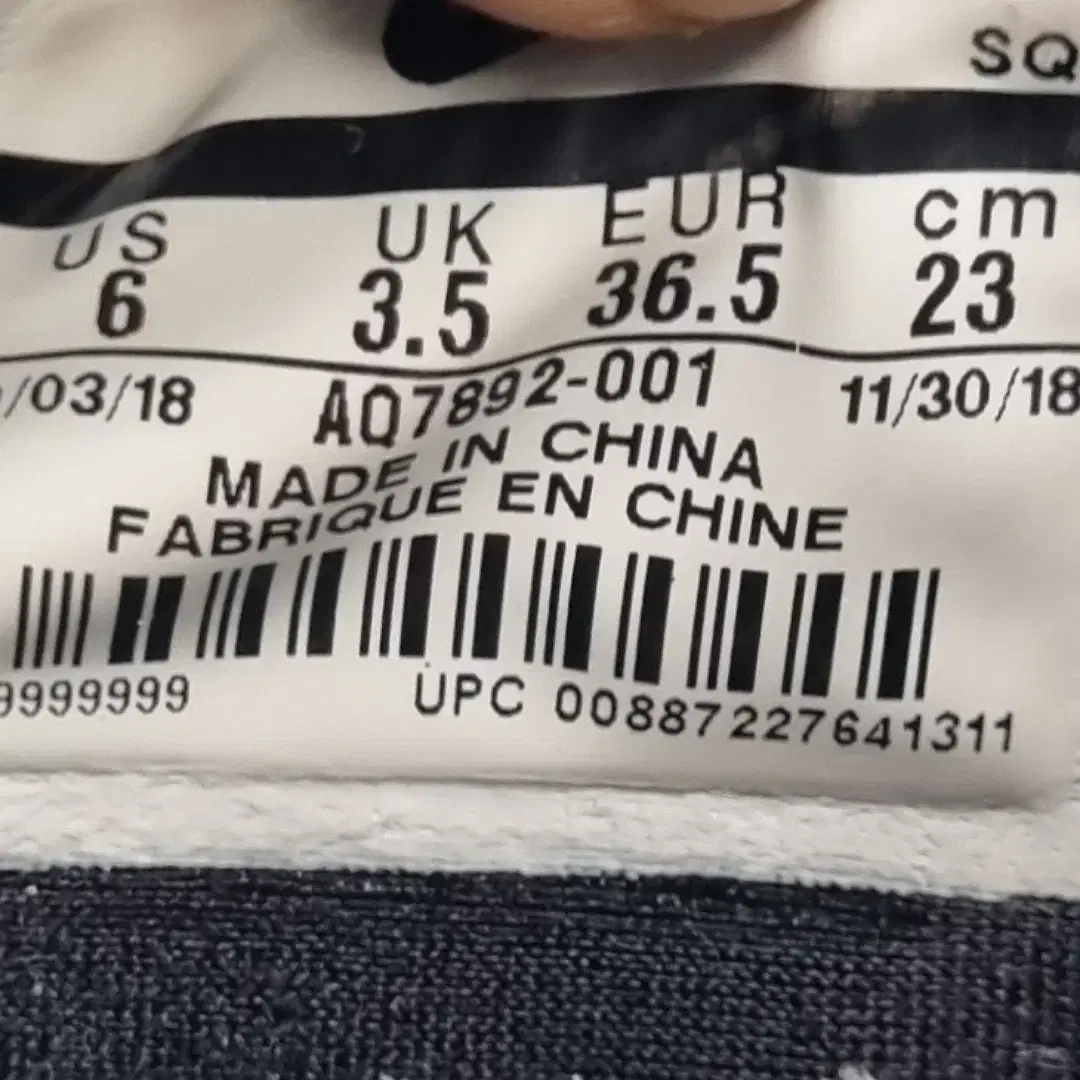 SQ
US UK EUR cm
6 3.5 36.5 23
/03/18 AQ7892-001 11/30/18
MADE IN CHINA
FABRIQUE EN CHINE
9999999 UPC 00887227641311